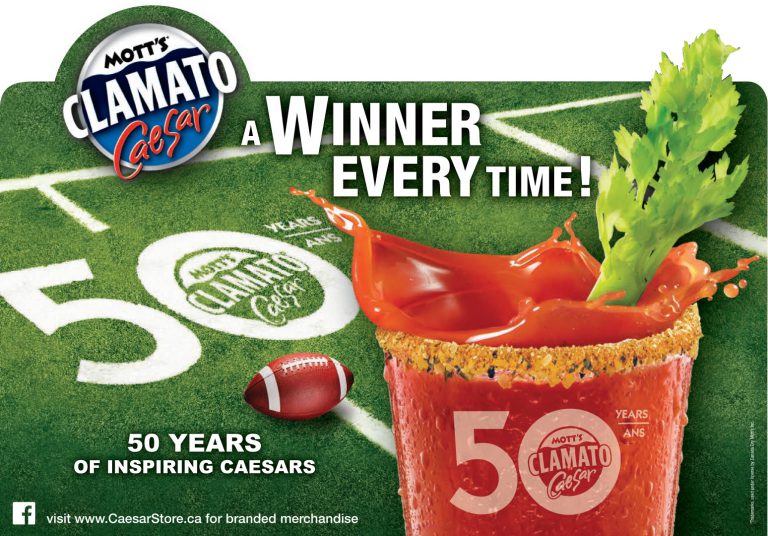 MOTT'S
CLAMATO
Caesar
A WINNER
EVERY TIME!
50 YEARS
ANS
MOTT'S
CLAMATO
Caesar
50 YEARS
OF INSPIRING CAESARS
50 YEARS
ANS
MOTT'S
CLAMATO
Caesar
f visit www.CaesarStore.ca for branded merchandise